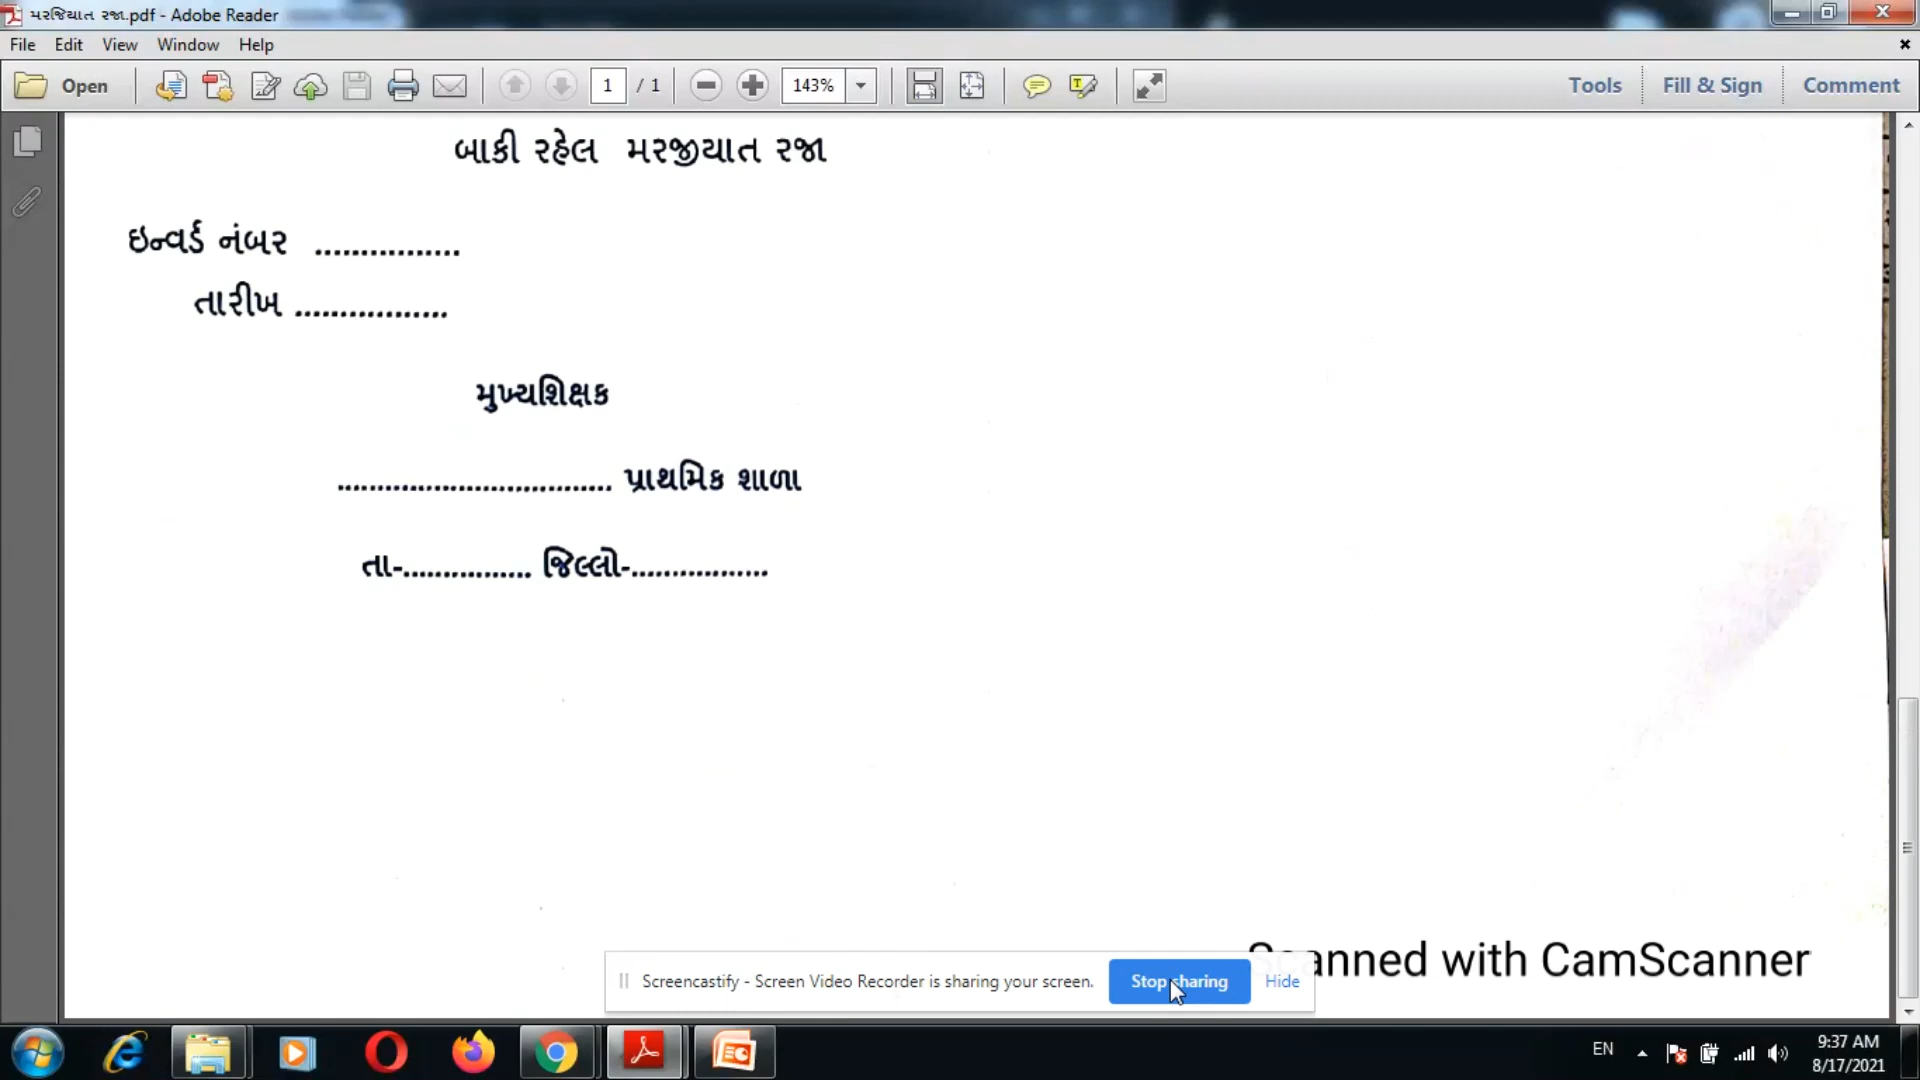 મરજિયાત રજા.pdf - Adobe Reader
File Edit View Window Help
Open 1 / 1 143% Tools Fill & Sign Comment
બાકી રહેલ મરજીયાત રજા
ઇન્વર્ડ નંબર ................
તારીખ .................
મુખ્યશિક્ષક
.............................. પ્રાથમિક શાળા
તા-................ જિલ્લો-.................
Scanned with CamScanner
Screencastify - Screen Video Recorder is sharing your screen. Stop sharing Hide
EN 9:37 AM
8/17/2021